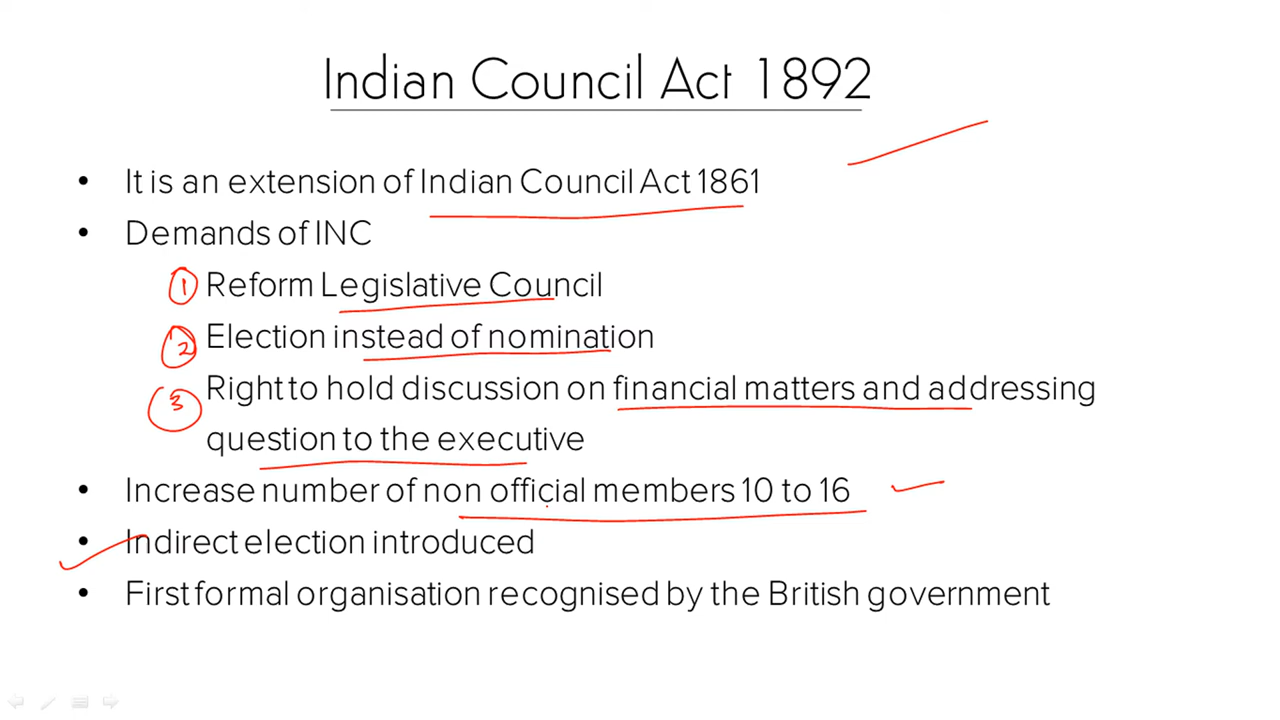 Indian Council Act 1892
• It is an extension of Indian Council Act 1861
• Demands of INC
1 Reform Legislative Council
2 Election instead of nomination
3 Right to hold discussion on financial matters and addressing
question to the executive
• Increase number of non official members 10 to 16
• Indirect election introduced
• First formal organisation recognised by the British government